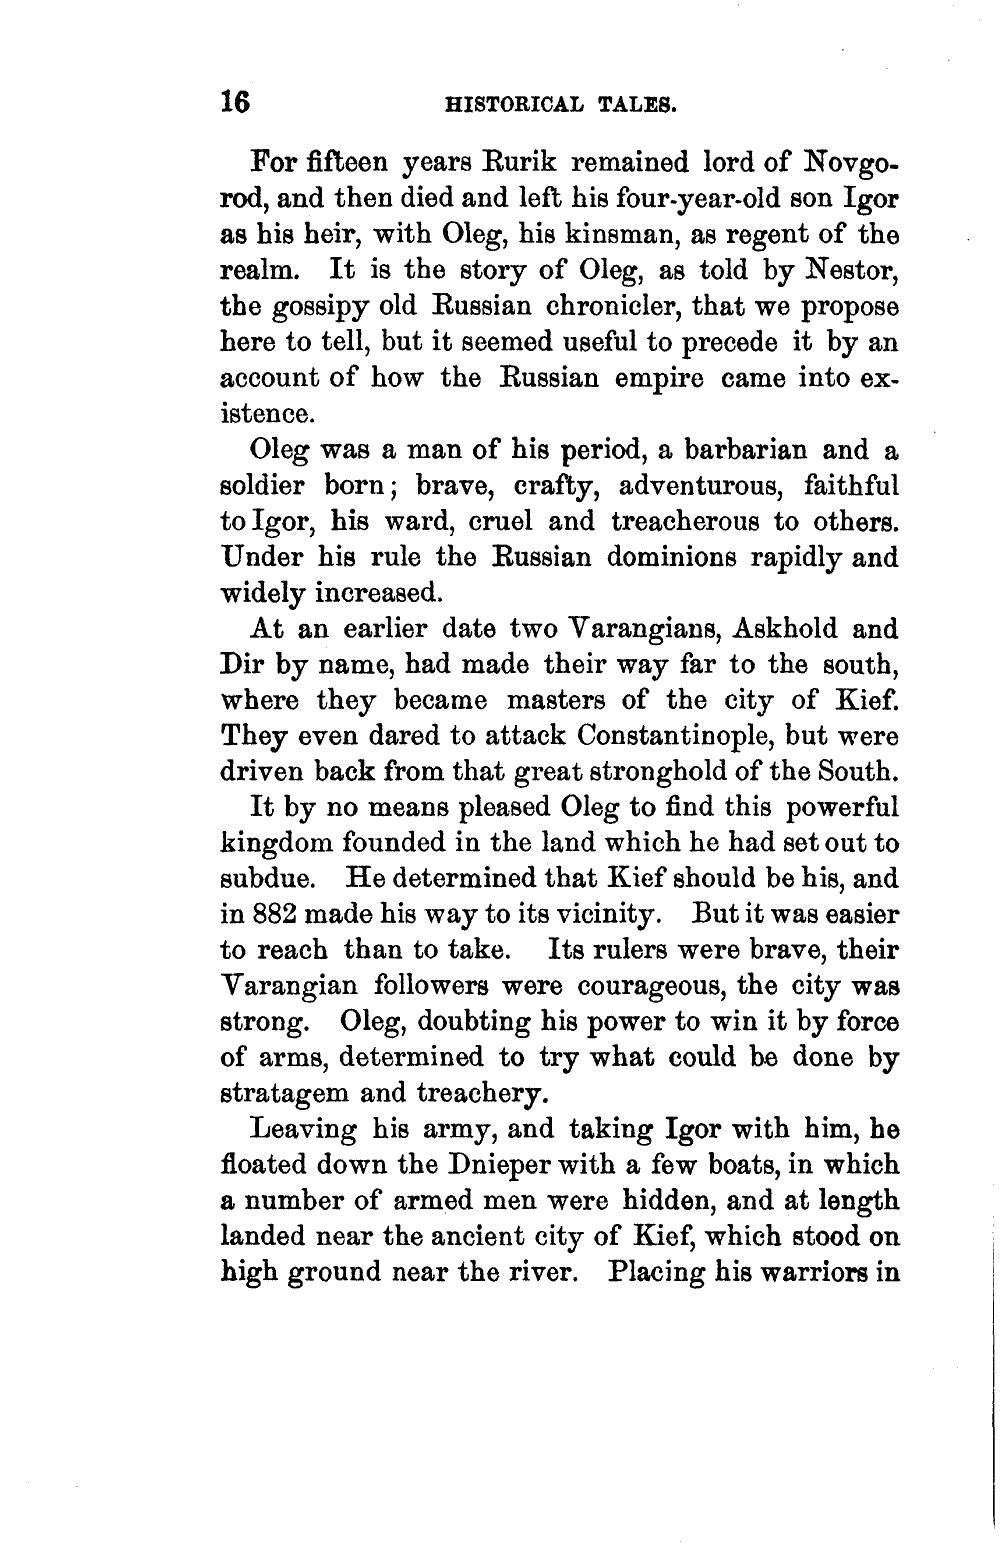 16 HISTORICAL TALES.
For fifteen years Rurik remained lord of Novgo-
rod, and then died and left his four-year-old son Igor
as his heir, with Oleg, his kinsman, as regent of the
realm. It is the story of Oleg, as told by Nestor,
the gossipy old Russian chronicler, that we propose
here to tell, but it seemed useful to precede it by an
account of how the Russian empire came into ex-
istence.
Oleg was a man of his period, a barbarian and a
soldier born; brave, crafty, adventurous, faithful
to Igor, his ward, cruel and treacherous to others.
Under his rule the Russian dominions rapidly and
widely increased.
At an earlier date two Varangians, Askhold and
Dir by name, had made their way far to the south,
where they became masters of the city of Kief.
They even dared to attack Constantinople, but were
driven back from that great stronghold of the South.
It by no means pleased Oleg to find this powerful
kingdom founded in the land which he had set out to
subdue. He determined that Kief should be his, and
in 882 made his way to its vicinity. But it was easier
to reach than to take. Its rulers were brave, their
Varangian followers were courageous, the city was
strong. Oleg, doubting his power to win it by force
of arms, determined to try what could be done by
stratagem and treachery.
Leaving his army, and taking Igor with him, he
floated down the Dnieper with a few boats, in which
a number of armed men were hidden, and at length
landed near the ancient city of Kief, which stood on
high ground near the river. Placing his warriors in